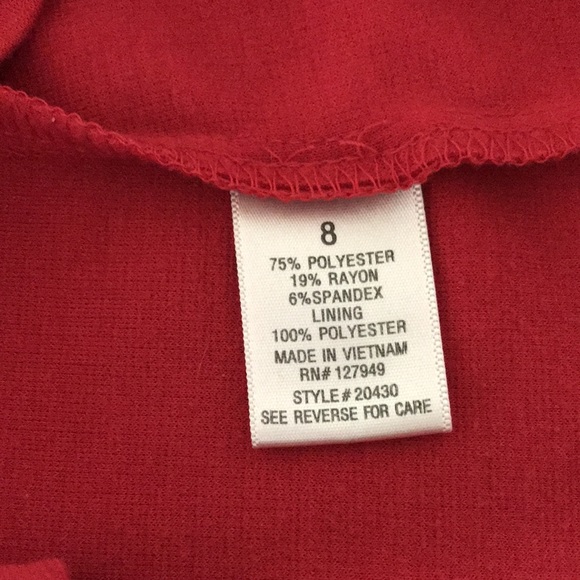 8
75% POLYESTER
19% RAYON
6%SPANDEX
LINING
100% POLYESTER
MADE IN VIETNAM
RN# 127949
STYLE# 20430
SEE REVERSE FOR CARE